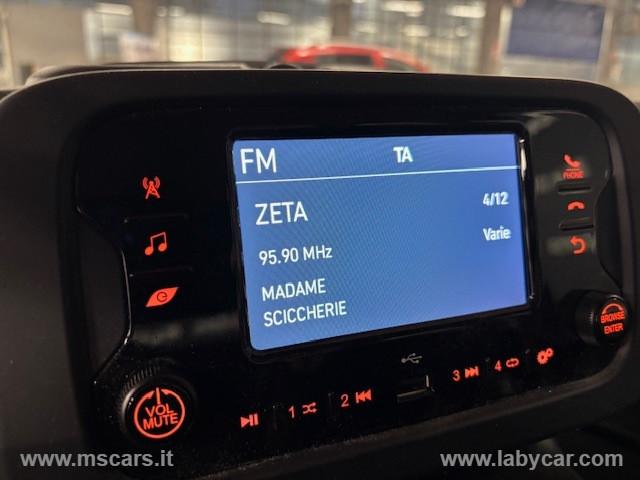 FM TA
ZETA 4/12
95.90 MHz Varie
MADAME
SCICCHERIE
PHONE
BROWSE
ENTER
VOL
MUTE
1 2 3 4
www.mscars.it www.labycar.com